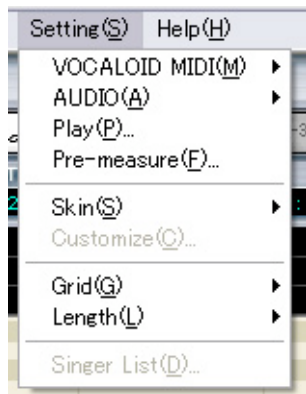 Setting(S) Help(H)
VOCALOID MIDI(M)
AUDIO(A)
Play(P)...
Pre-measure(F)...
Skin(S)
Customize(C)...
Grid(G)
Length(L)
Singer List(D)...